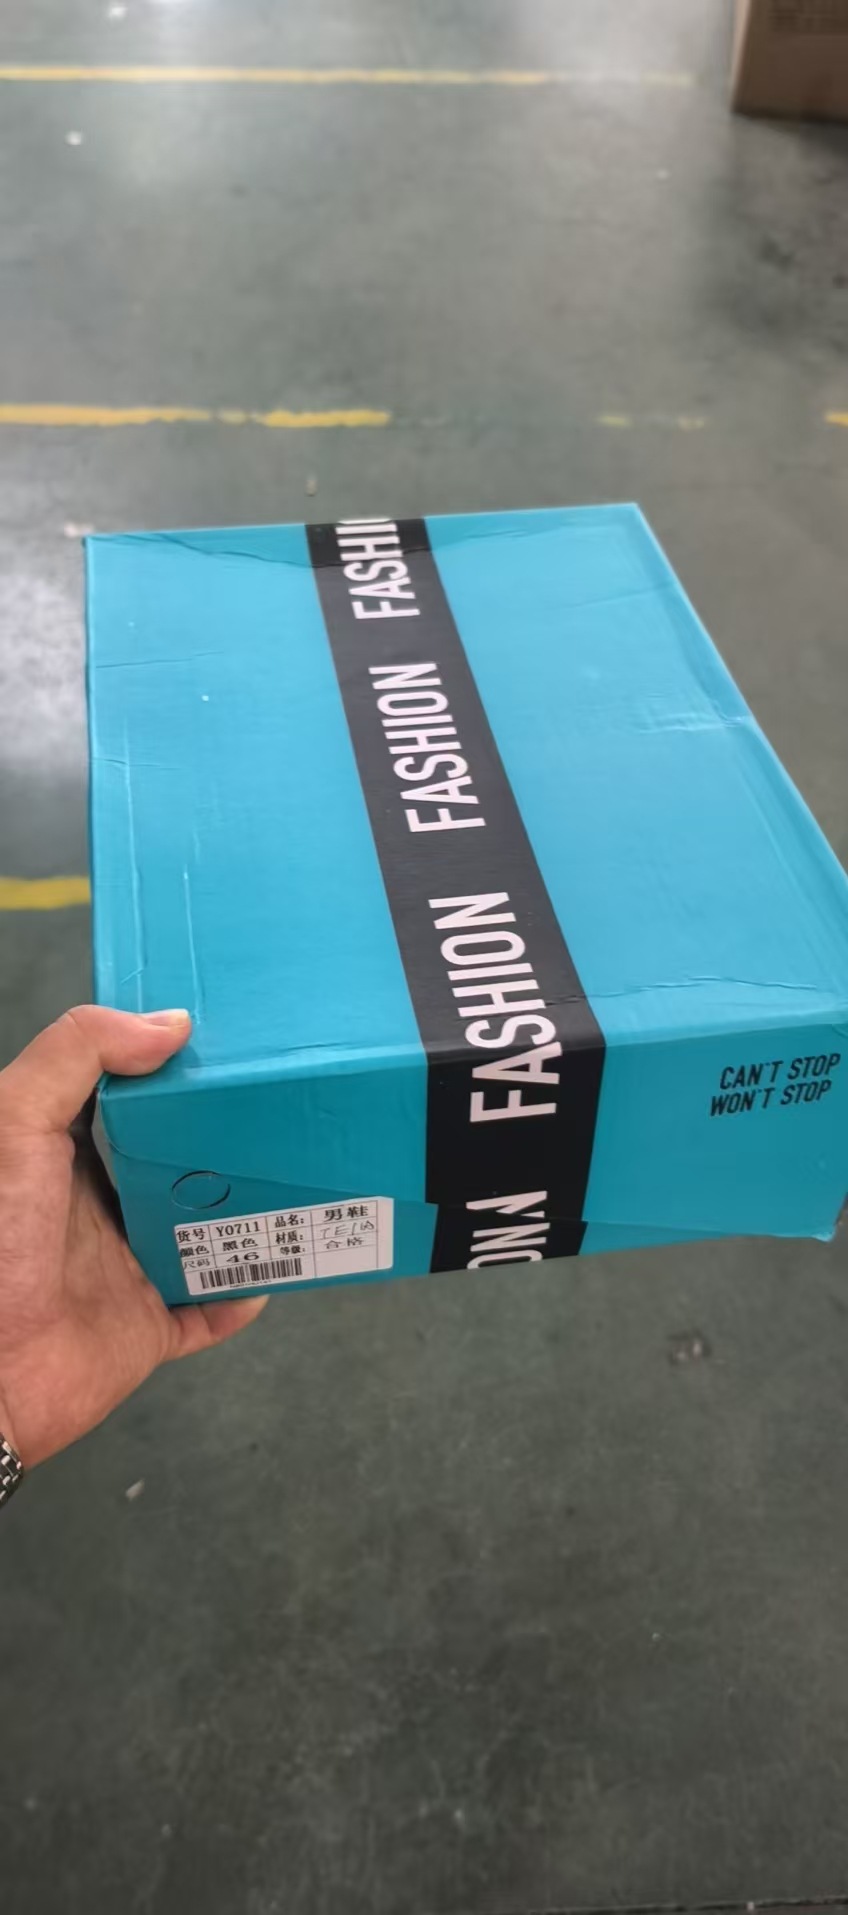 FASHIO
FASHION
FASHION
ONA
CAN'T STOP
WON'T STOP
货号 Y0711 品名: 男鞋
颜色 黑色 材质:
尺码 46 等级: 合格